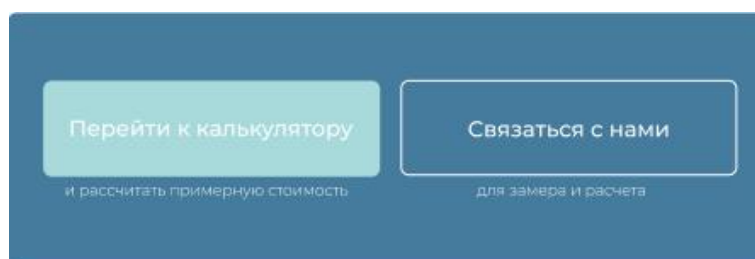 Перейти к калькулятору
Связаться с нами
и рассчитать примерную стоимость
для замера и расчета